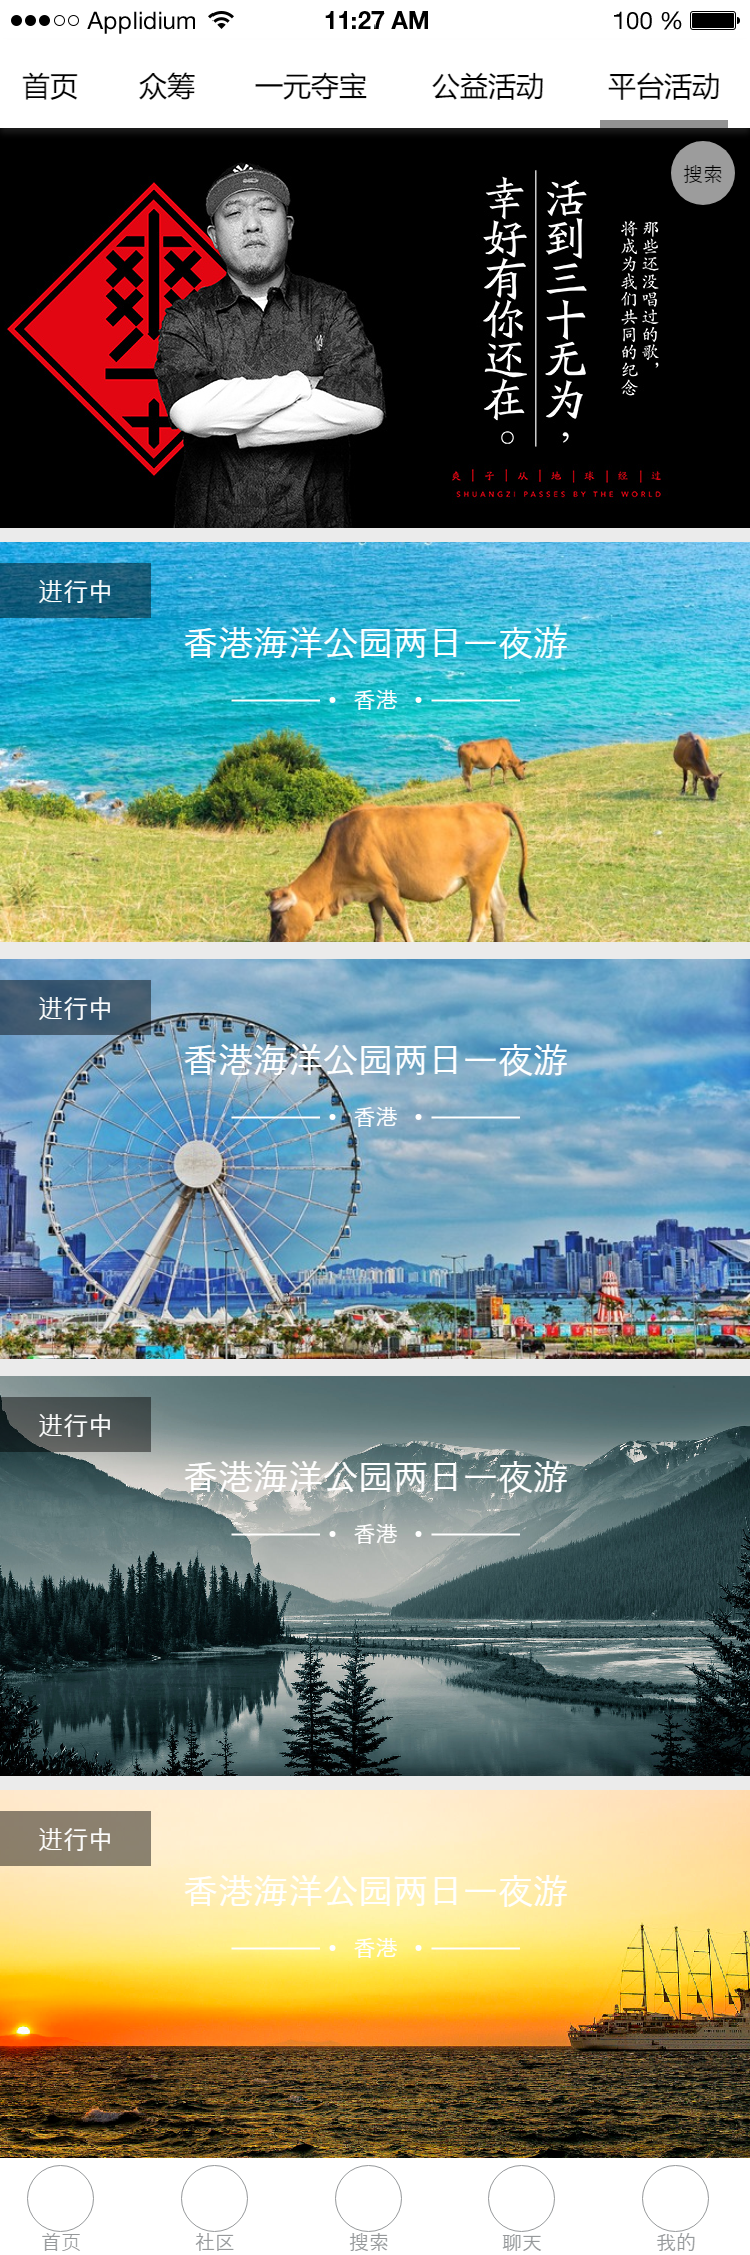 Applidium
11:27 AM
100 %
首页
众筹
一元夺宝
公益活动
平台活动
搜索
爽
一
十
活到三十无为，
幸好有你还在。
那些还没唱过的歌，
将成为我们共同的纪念
爽｜子｜从｜地｜球｜经｜过
SHUANGZI PASSES BY THE WORLD
进行中
香港海洋公园两日一夜游
香港
进行中
香港海洋公园两日一夜游
香港
进行中
香港海洋公园两日一夜游
香港
进行中
香港海洋公园两日一夜游
香港
首页
社区
搜索
聊天
我的